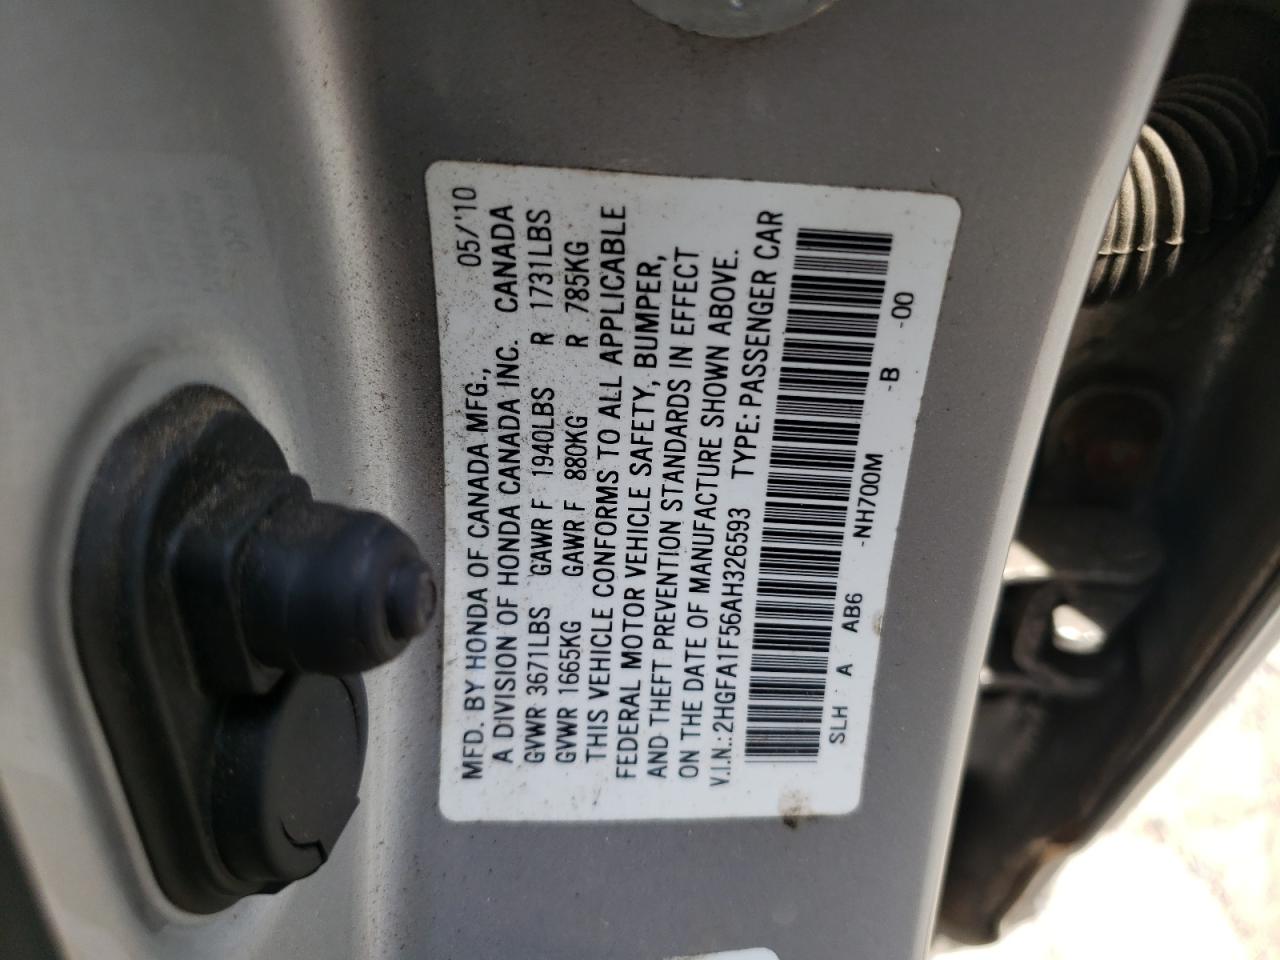 MFD. BY HONDA OF CANADA MFG., 05/'10
A DIVISION OF HONDA CANADA INC. CANADA
GVWR 3671LBS GAWR F 1940LBS R 1731LBS
GVWR 1665KG GAWR F 880KG R 785KG
THIS VEHICLE CONFORMS TO ALL APPLICABLE
FEDERAL MOTOR VEHICLE SAFETY, BUMPER,
AND THEFT PREVENTION STANDARDS IN EFFECT
ON THE DATE OF MANUFACTURE SHOWN ABOVE.
V.I.N.: 2HGFA1F56AH326593 TYPE: PASSENGER CAR
SLH A AB6 -NH700M -B -00